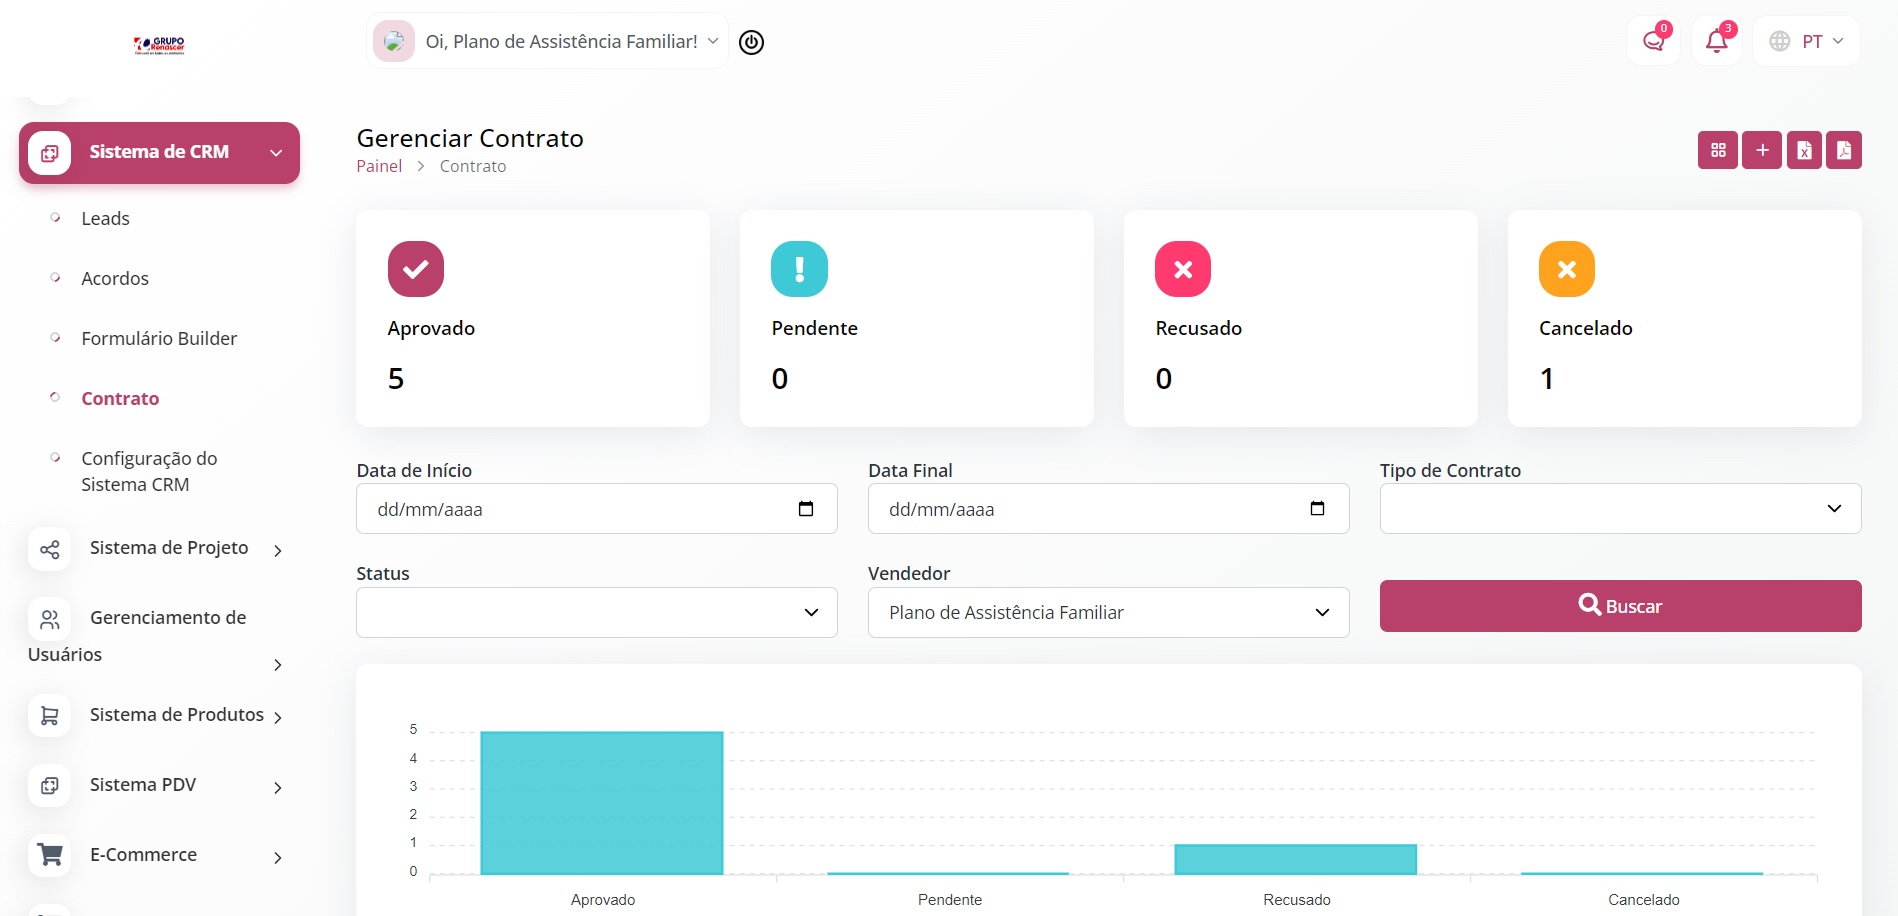 GRUPO
Renascer
Oi, Plano de Assistência Familiar!
0
3
PT
Sistema de CRM
Leads
Acordos
Formulário Builder
Contrato
Configuração do
Sistema CRM
Sistema de Projeto
Gerenciamento de
Usuários
Sistema de Produtos
Sistema PDV
E-Commerce
Gerenciar Contrato
Painel > Contrato
Aprovado
5
Pendente
0
Recusado
0
Cancelado
1
Data de Início
dd/mm/aaaa
Data Final
dd/mm/aaaa
Tipo de Contrato
Status
Vendedor
Plano de Assistência Familiar
Buscar
5
4
3
2
1
0
Aprovado
Pendente
Recusado
Cancelado